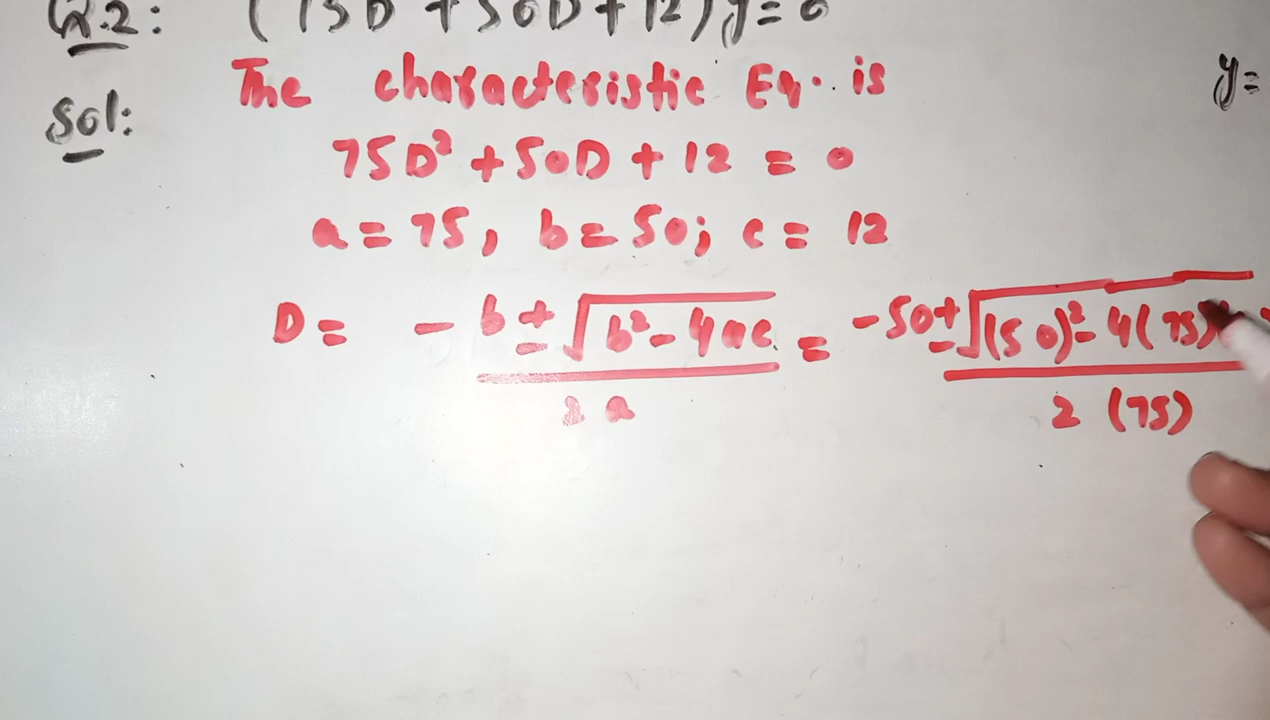 Q.2: (75D + 50D + 12) y = 0
Sol: The characteristic Eq. is
y =
75D² + 50D + 12 = 0
a = 75, b = 50; c = 12
D = - b ± √b² - 4ac / 2a = -50 ± √(50)² - 4(75) / 2 (75)